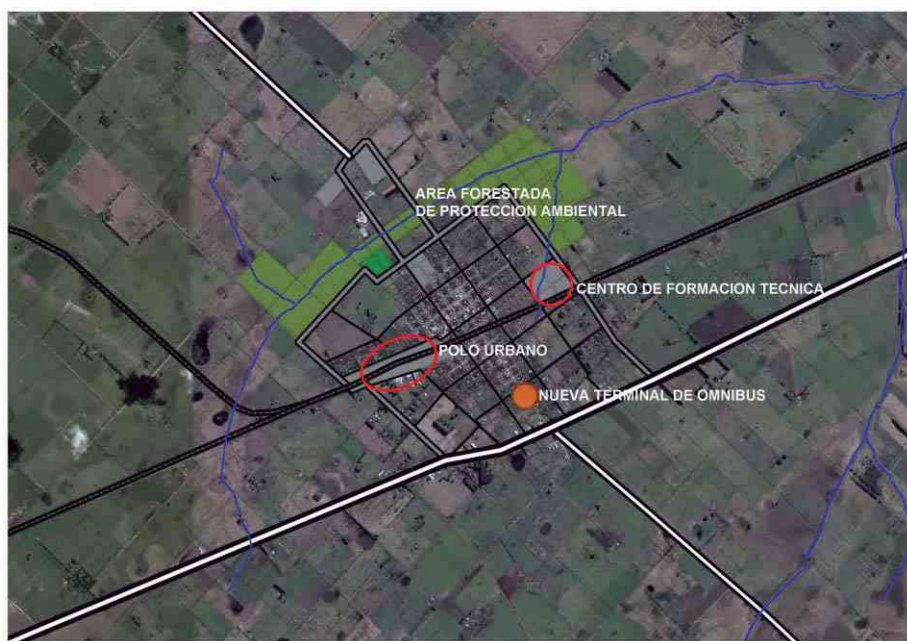 AREA FORESTADA
DE PROTECCION AMBIENTAL
CENTRO DE FORMACION TECNICA
POLO URBANO
NUEVA TERMINAL DE OMNIBUS